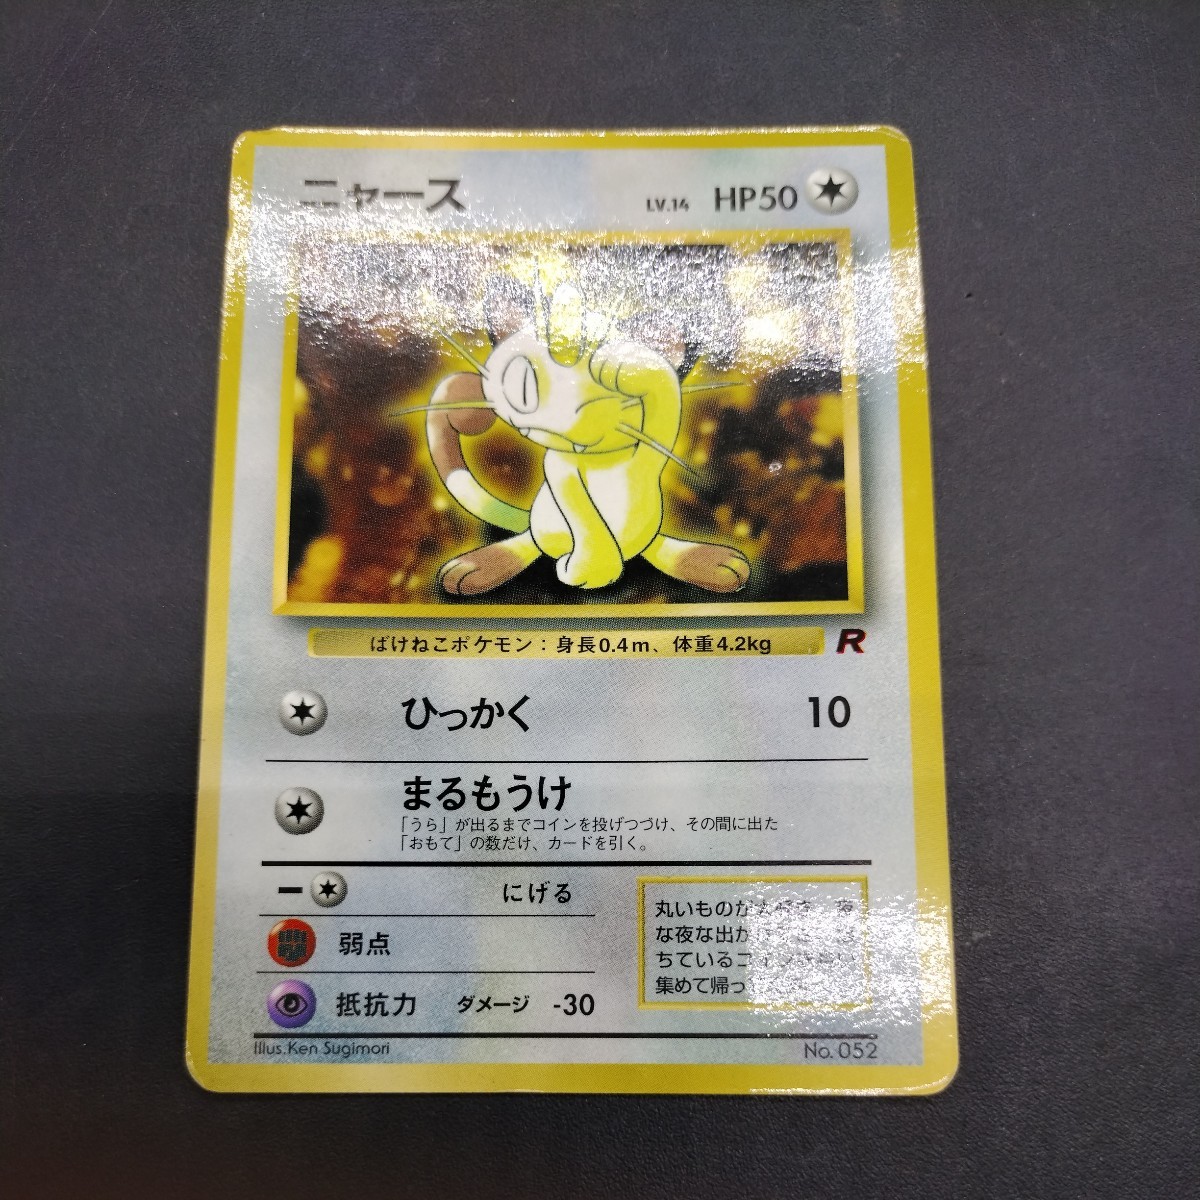 ニャース LV.14 HP50
ばけねこポケモン：身長0.4m、体重4.2kg R
ひっかく 10
まるもうけ
「うら」が出るまでコインを投げつづけ、その間に出た
「おもて」の数だけ、カードを引く。
にげる
弱点
抵抗力 ダメージ -30
丸いものが
な夜な出か
ちているコイン
集めて帰っ
Illus.Ken Sugimori No.052